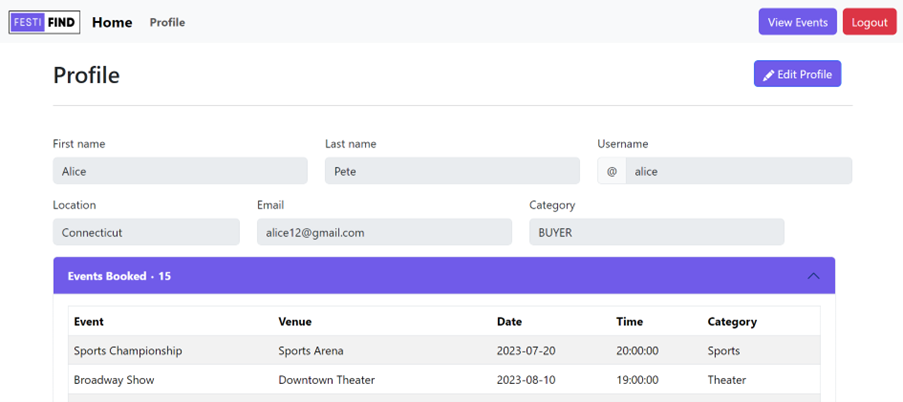 FESTI FIND Home Profile View Events Logout
Profile Edit Profile
First name Last name Username
Alice Pete @ alice
Location Email Category
Connecticut alice12@gmail.com BUYER
Events Booked · 15
Event Venue Date Time Category
Sports Championship Sports Arena 2023-07-20 20:00:00 Sports
Broadway Show Downtown Theater 2023-08-10 19:00:00 Theater